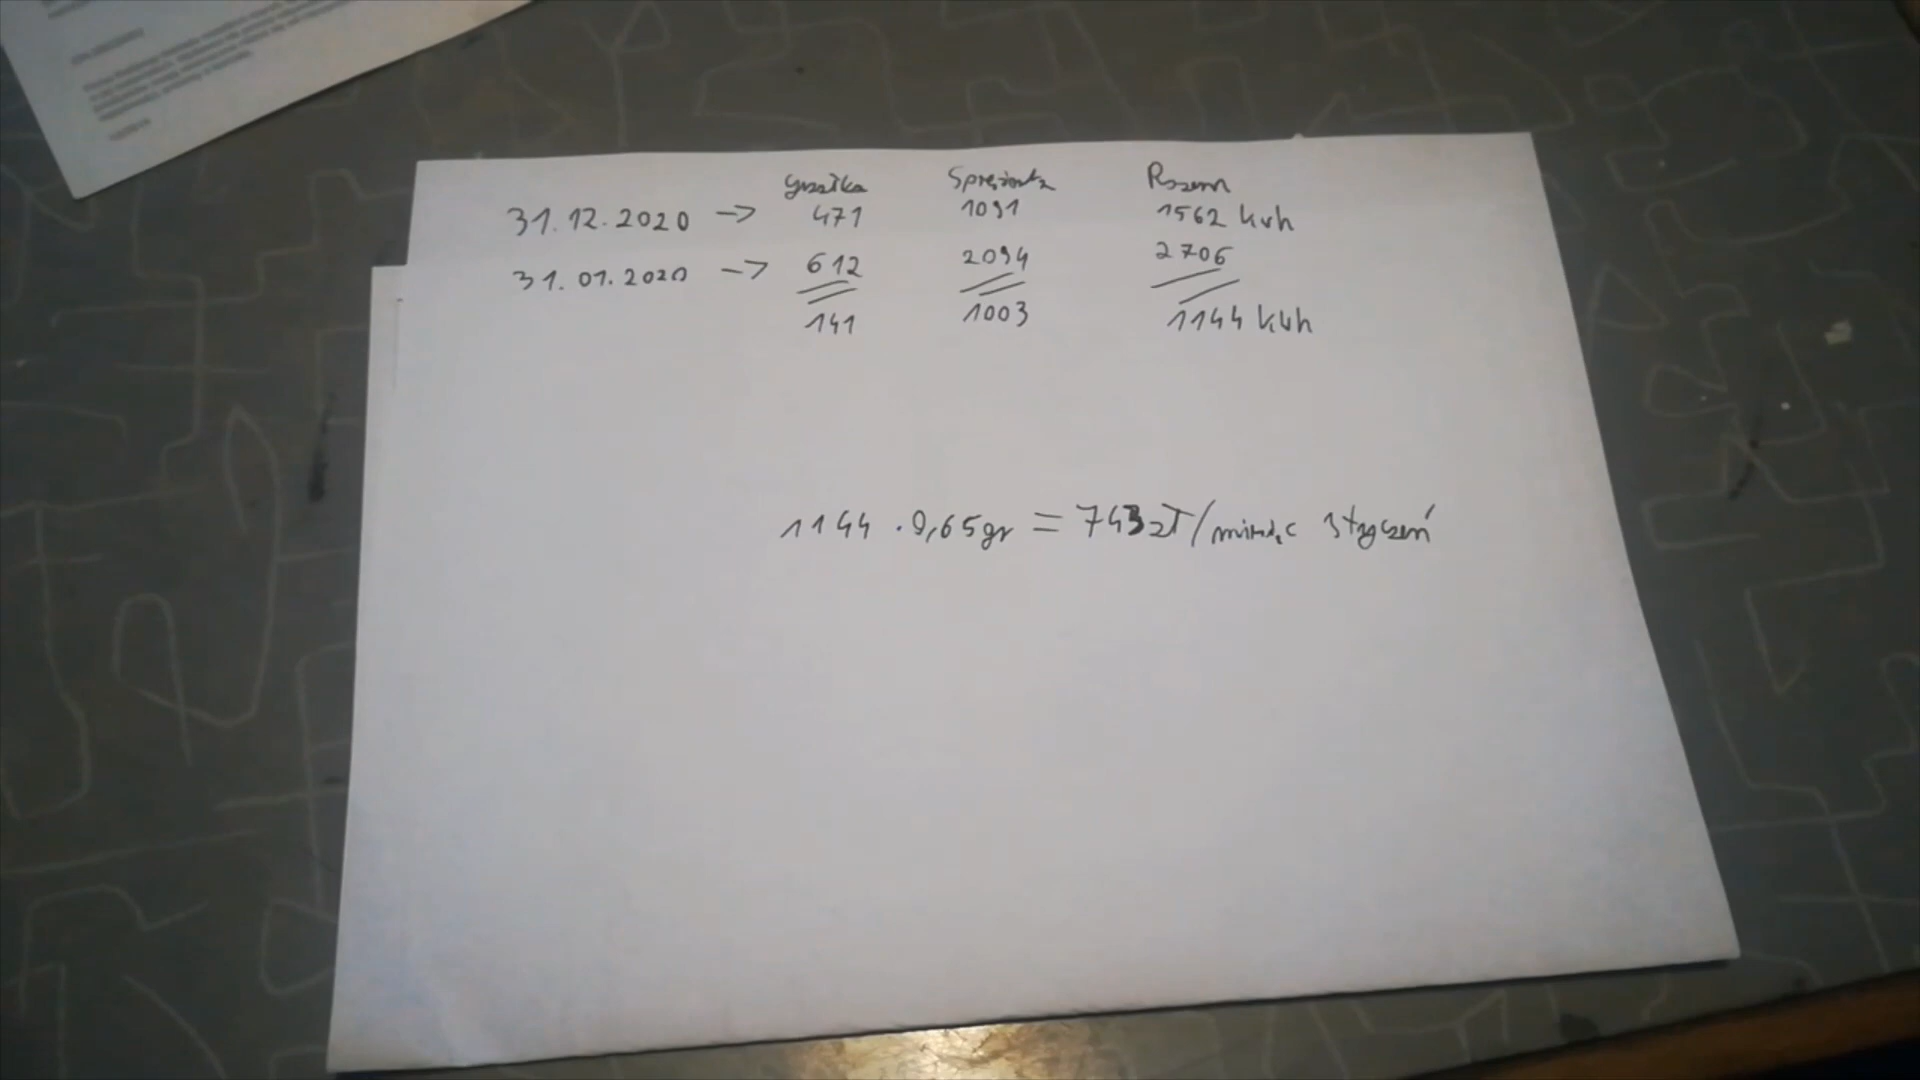 grzałka Sprężarka Razem
31.12.2020 -> 471 1091 1562 kwh
31.01.2020 -> 612 2094 2706
141 1003 1144 kwh
1144 . 0,65gr = 743zł/miesiąc styczeń